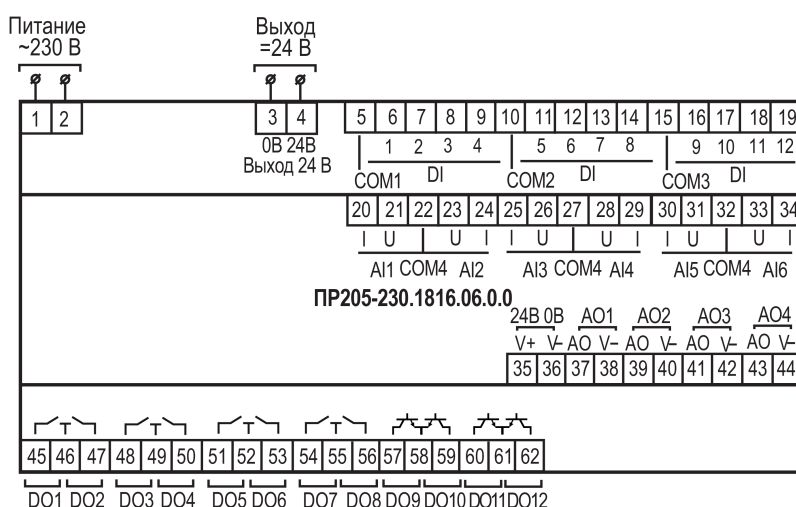 Питание Выход
~230 В =24 В
1 2 3 4 5 6 7 8 9 10 11 12 13 14 15 16 17 18 19
0В 24В 1 2 3 4 5 6 7 8 9 10 11 12
Выход 24 В COM1 DI COM2 DI COM3 DI
20 21 22 23 24 25 26 27 28 29 30 31 32 33 34
I U U I I U U I I U U I
AI1 COM4 AI2 AI3 COM4 AI4 AI5 COM4 AI6
ПР205-230.1816.06.0.0
24В 0В AO1 AO2 AO3 AO4
V+ V– AO V– AO V– AO V– AO V–
35 36 37 38 39 40 41 42 43 44
45 46 47 48 49 50 51 52 53 54 55 56 57 58 59 60 61 62
DO1 DO2 DO3 DO4 DO5 DO6 DO7 DO8 DO9 DO10 DO11 DO12